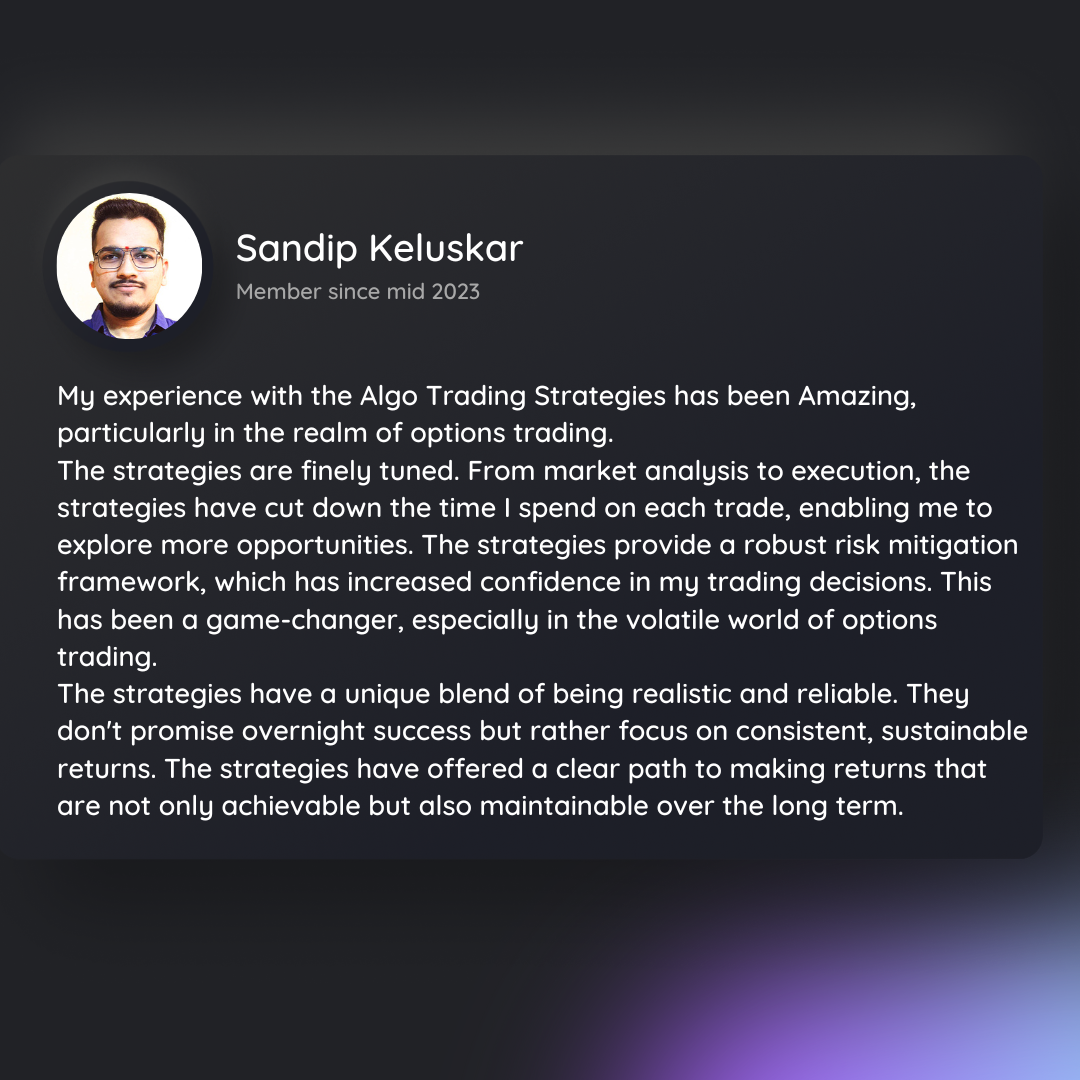 Sandip Keluskar
Member since mid 2023
My experience with the Algo Trading Strategies has been Amazing,
particularly in the realm of options trading.
The strategies are finely tuned. From market analysis to execution, the
strategies have cut down the time I spend on each trade, enabling me to
explore more opportunities. The strategies provide a robust risk mitigation
framework, which has increased confidence in my trading decisions. This
has been a game-changer, especially in the volatile world of options
trading.
The strategies have a unique blend of being realistic and reliable. They
don't promise overnight success but rather focus on consistent, sustainable
returns. The strategies have offered a clear path to making returns that
are not only achievable but also maintainable over the long term.